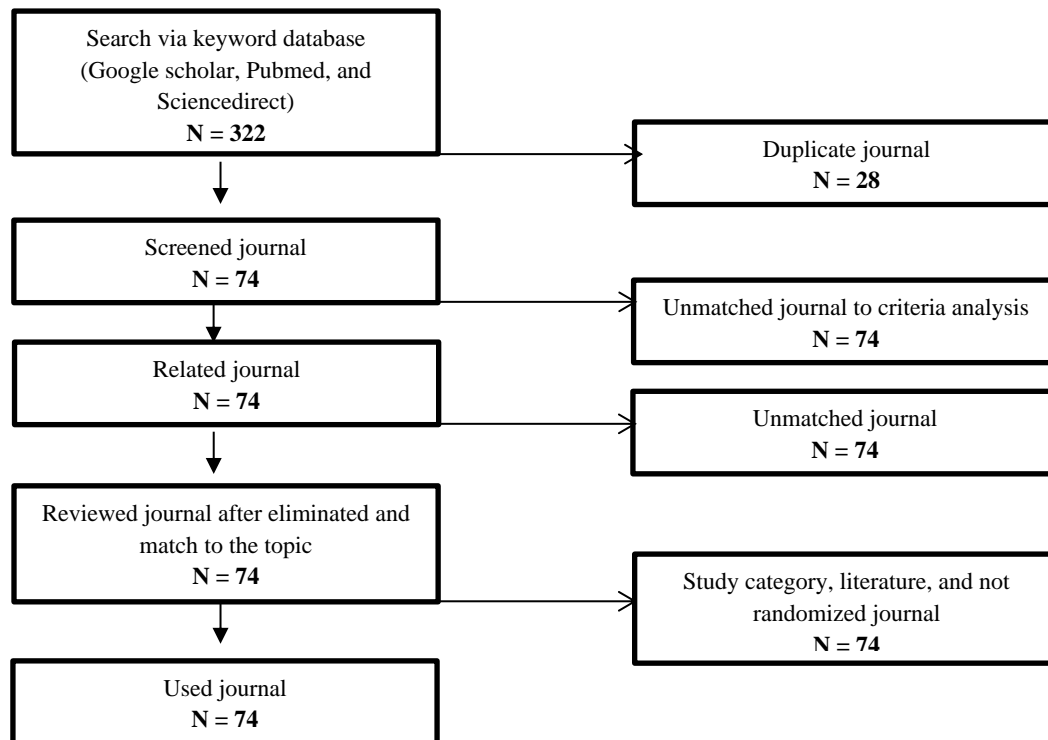 Search via keyword database
(Google scholar, Pubmed, and
Sciencedirect)
N = 322
Duplicate journal
N = 28
Screened journal
N = 74
Unmatched journal to criteria analysis
N = 74
Related journal
N = 74
Unmatched journal
N = 74
Reviewed journal after eliminated and
match to the topic
N = 74
Study category, literature, and not
randomized journal
N = 74
Used journal
N = 74